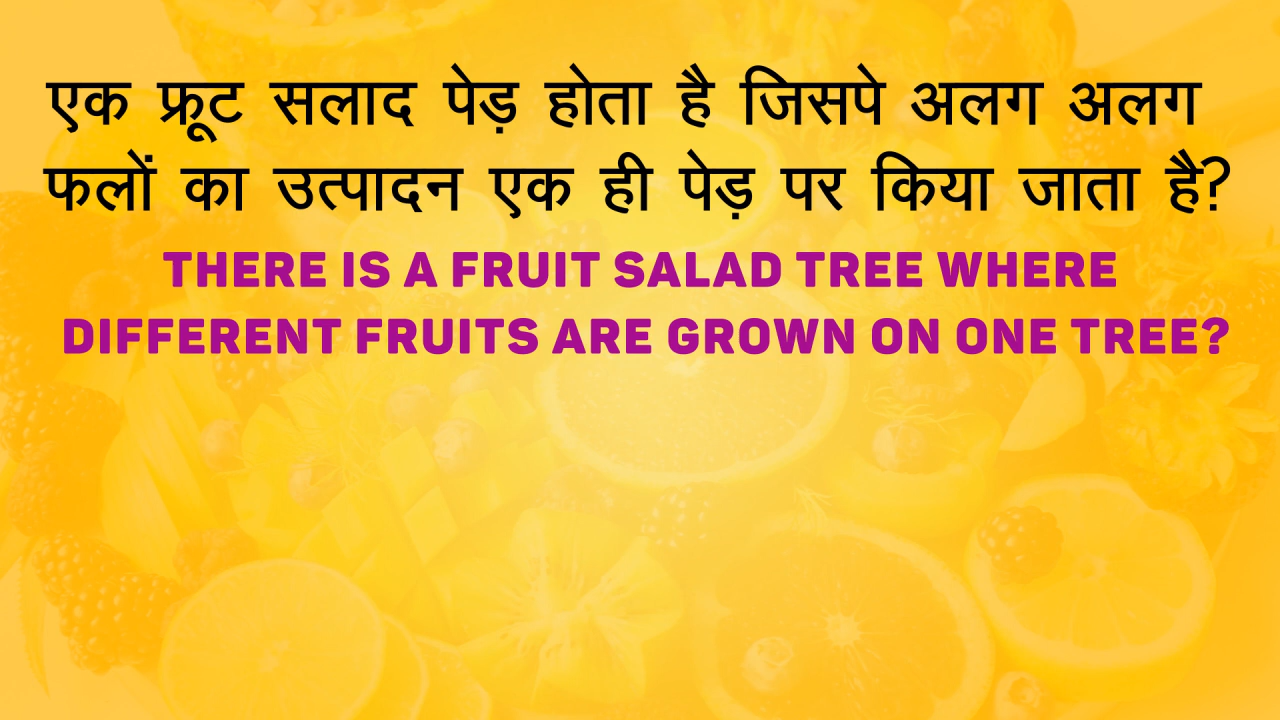 एक फ्रूट सलाद पेड़ होता है जिसपे अलग अलग
फलों का उत्पादन एक ही पेड़ पर किया जाता है?
THERE IS A FRUIT SALAD TREE WHERE
DIFFERENT FRUITS ARE GROWN ON ONE TREE?